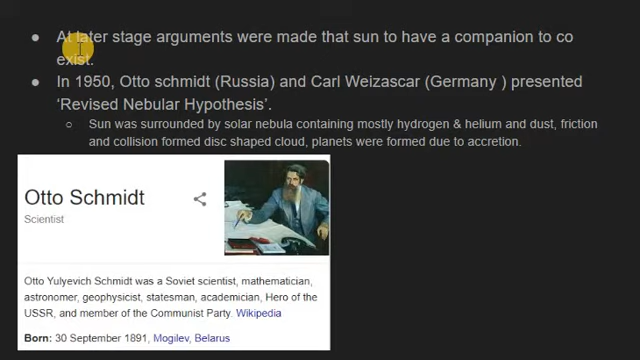 ● At later stage arguments were made that sun to have a companion to co
exist.
● In 1950, Otto schmidt (Russia) and Carl Weizascar (Germany ) presented
‘Revised Nebular Hypothesis’.
○ Sun was surrounded by solar nebula containing mostly hydrogen & helium and dust, friction
and collision formed disc shaped cloud, planets were formed due to accretion.
Otto Schmidt
Scientist
Otto Yulyevich Schmidt was a Soviet scientist, mathematician,
astronomer, geophysicist, statesman, academician, Hero of the
USSR, and member of the Communist Party. Wikipedia
Born: 30 September 1891, Mogilev, Belarus